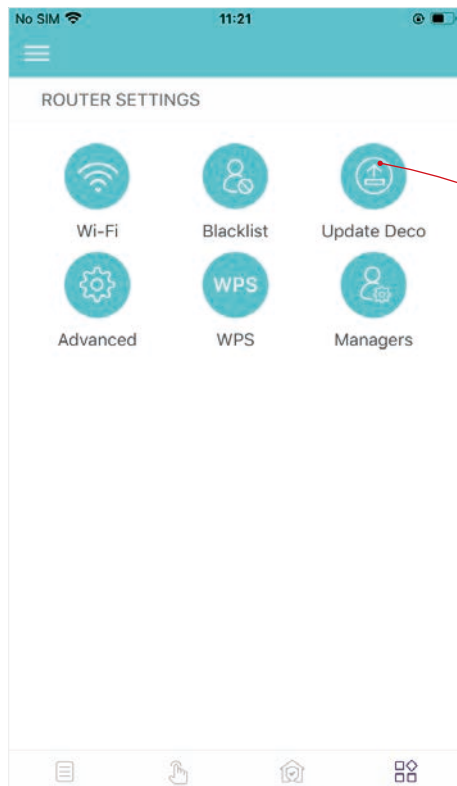 No SIM 11:21
ROUTER SETTINGS
Wi-Fi Blacklist Update Deco
WPS
Advanced WPS Managers